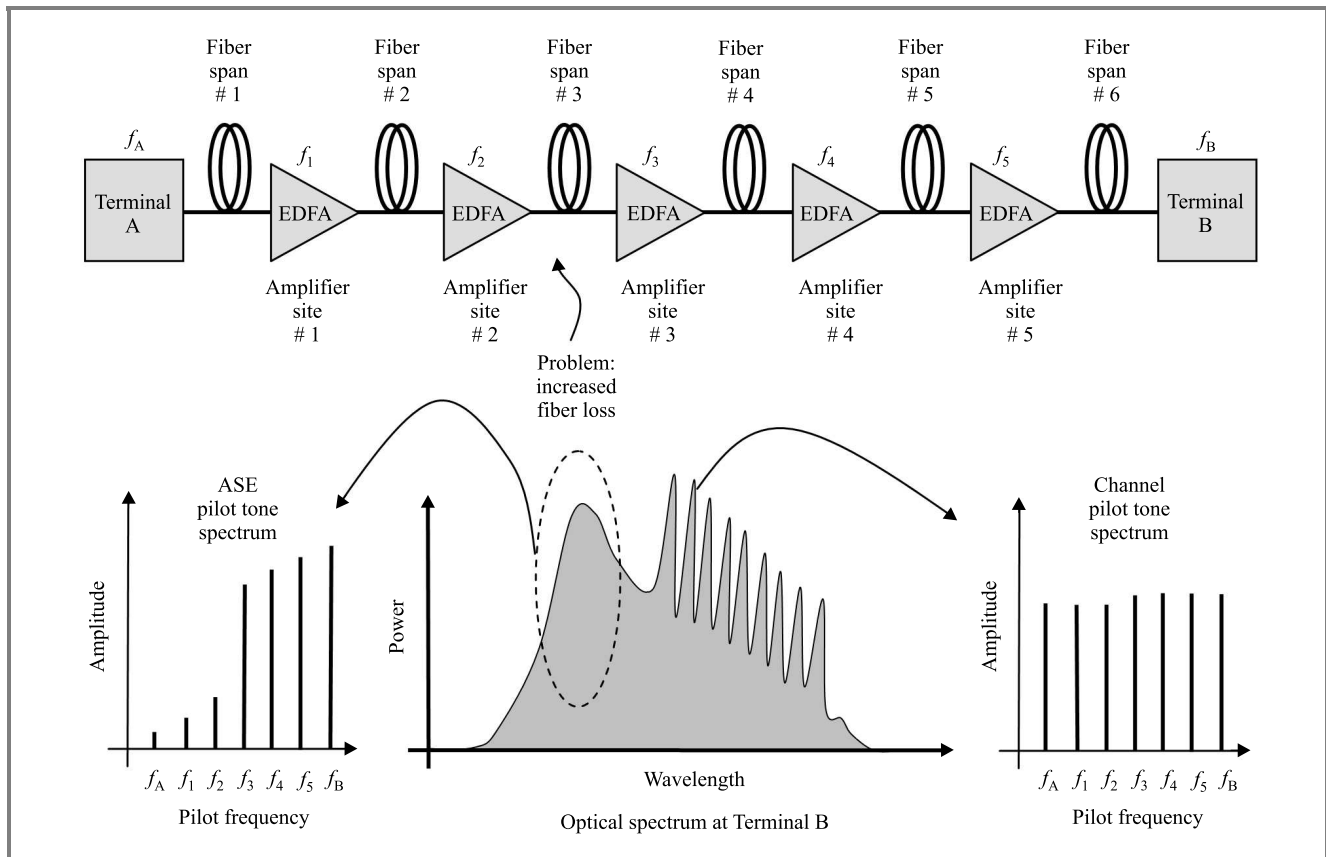 Fiber
span
# 1
Fiber
span
# 2
Fiber
span
# 3
Fiber
span
# 4
Fiber
span
# 5
Fiber
span
# 6
fA
f1
f2
f3
f4
f5
fB
Terminal
A
EDFA
EDFA
EDFA
EDFA
EDFA
Terminal
B
Amplifier
site
# 1
Amplifier
site
# 2
Amplifier
site
# 3
Amplifier
site
# 4
Amplifier
site
# 5
Problem:
increased
fiber loss
ASE
pilot tone
spectrum
Amplitude
fA f1 f2 f3 f4 f5 fB
Pilot frequency
Power
Wavelength
Optical spectrum at Terminal B
Channel
pilot tone
spectrum
Amplitude
fA f1 f2 f3 f4 f5 fB
Pilot frequency